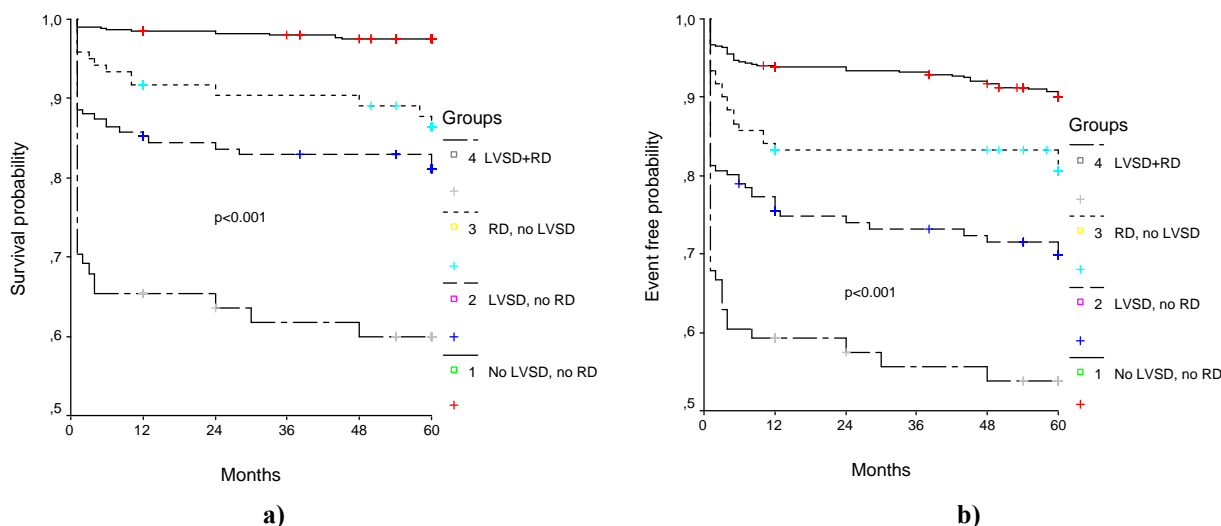 1,0
,9
,8
,7
,6
,5
Survival probability
p<0.001
0 12 24 36 48 60
Months
Groups
4 LVSD+RD
3 RD, no LVSD
2 LVSD, no RD
1 No LVSD, no RD
a)
1,0
,9
,8
,7
,6
,5
Event free probability
p<0.001
0 12 24 36 48 60
Months
Groups
4 LVSD+RD
3 RD, no LVSD
2 LVSD, no RD
1 No LVSD, no RD
b)